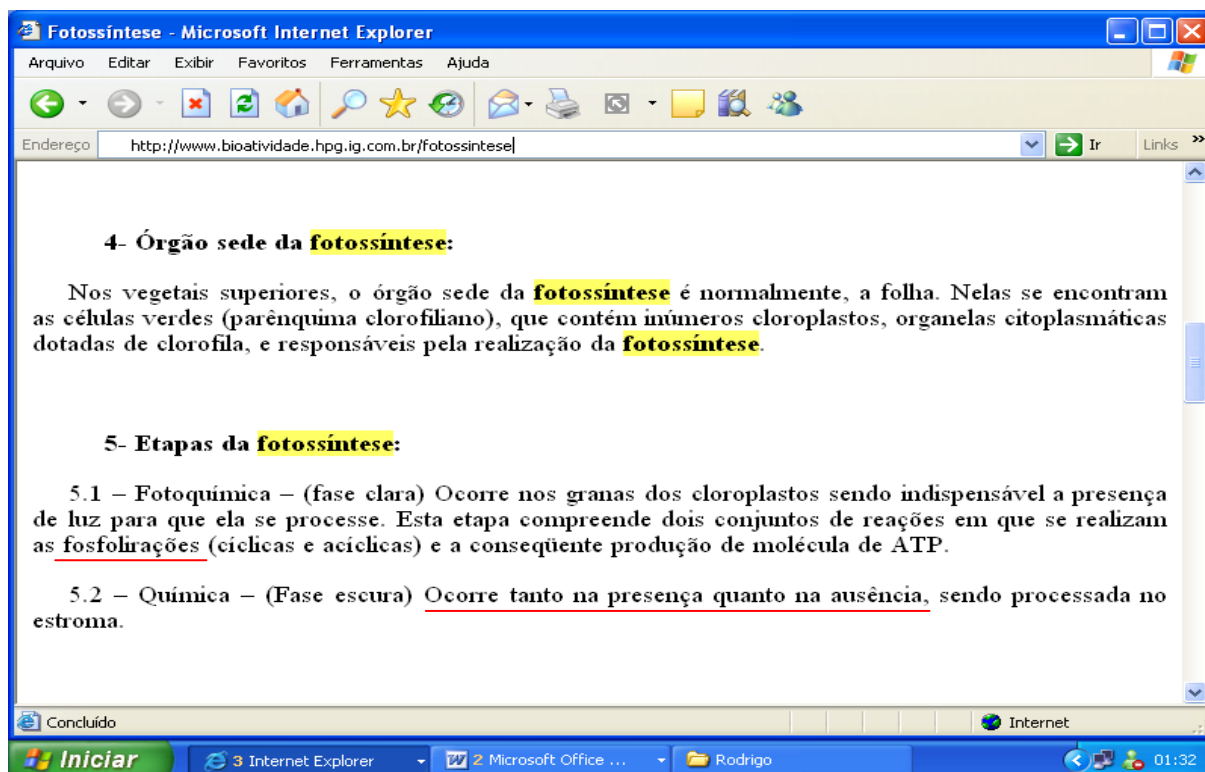 Fotossíntese - Microsoft Internet Explorer
Arquivo Editar Exibir Favoritos Ferramentas Ajuda
Endereço http://www.bioatividade.hpg.ig.com.br/fotossintese Ir Links »
4- Órgão sede da fotossíntese:
Nos vegetais superiores, o órgão sede da fotossíntese é normalmente, a folha. Nelas se encontram
as células verdes (parênquima clorofiliano), que contém inúmeros cloroplastos, organelas citoplasmáticas
dotadas de clorofila, e responsáveis pela realização da fotossíntese.
5- Etapas da fotossíntese:
5.1 – Fotoquímica – (fase clara) Ocorre nos granas dos cloroplastos sendo indispensável a presença
de luz para que ela se processe. Esta etapa compreende dois conjuntos de reações em que se realizam
as fosfolirações (cíclicas e acíclicas) e a conseqüente produção de molécula de ATP.
5.2 – Química – (Fase escura) Ocorre tanto na presença quanto na ausência, sendo processada no
estroma.
Concluído Internet
Iniciar 3 Internet Explorer 2 Microsoft Office ... Rodrigo 01:32